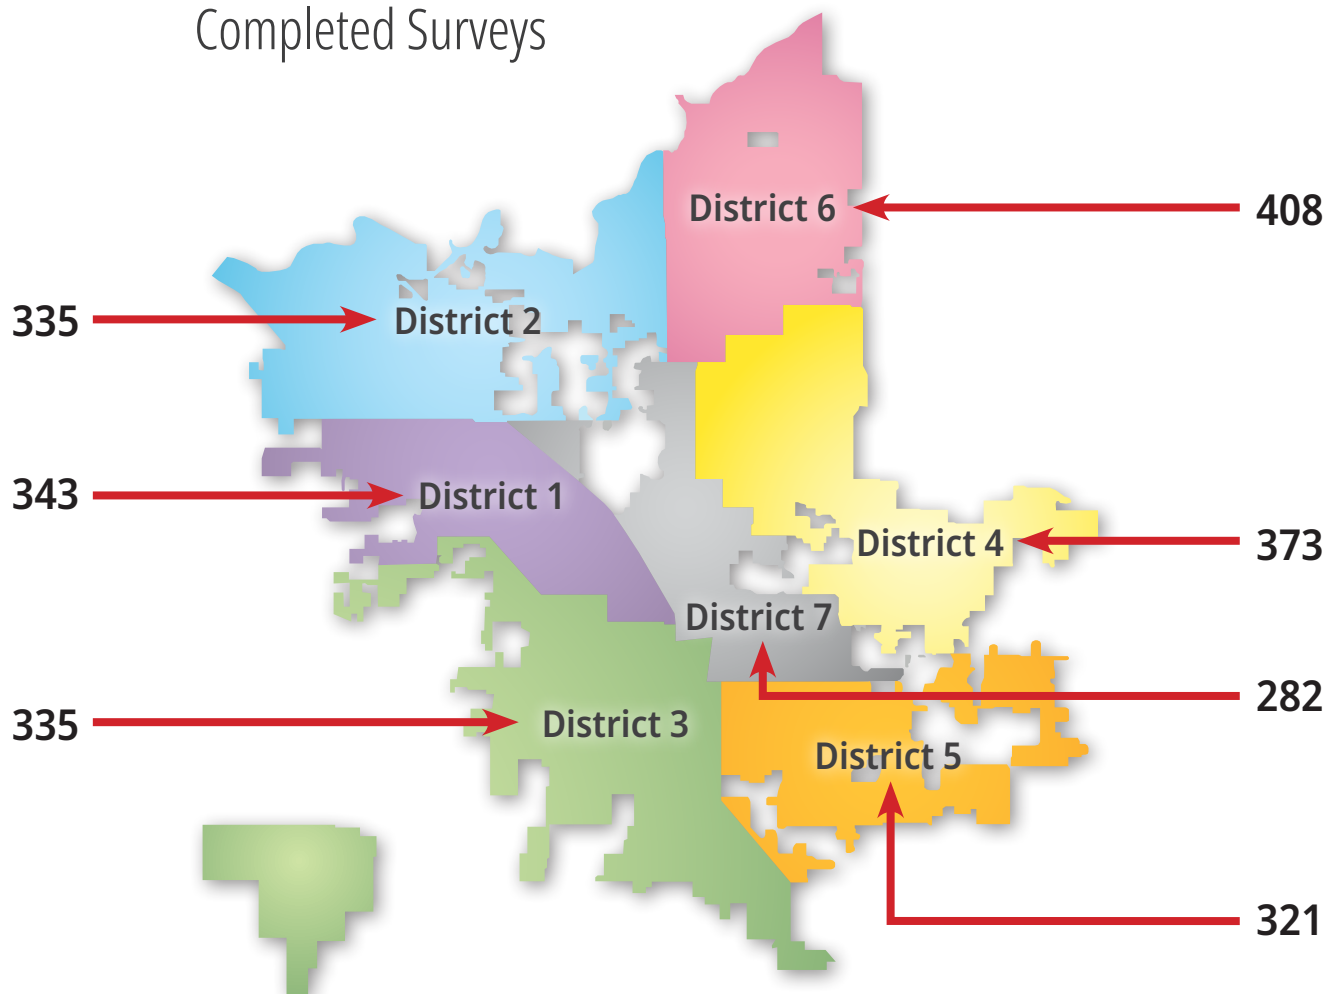 Completed Surveys
District 6
408
335
District 2
343
District 1
District 4
373
District 7
282
335
District 3
District 5
321